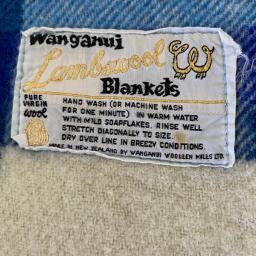 Wanganui
Lambswool
Blankets
PURE
VIRGIN
wool
HAND WASH (OR MACHINE WASH
FOR ONE MINUTE) IN WARM WATER
WITH MILD SOAPFLAKES. RINSE WELL
STRETCH DIAGONALLY TO SIZE.
DRY OVER LINE IN BREEZY CONDITIONS.
MADE IN NEW ZEALAND BY WANGANUI WOOLLEN MILLS LTD.